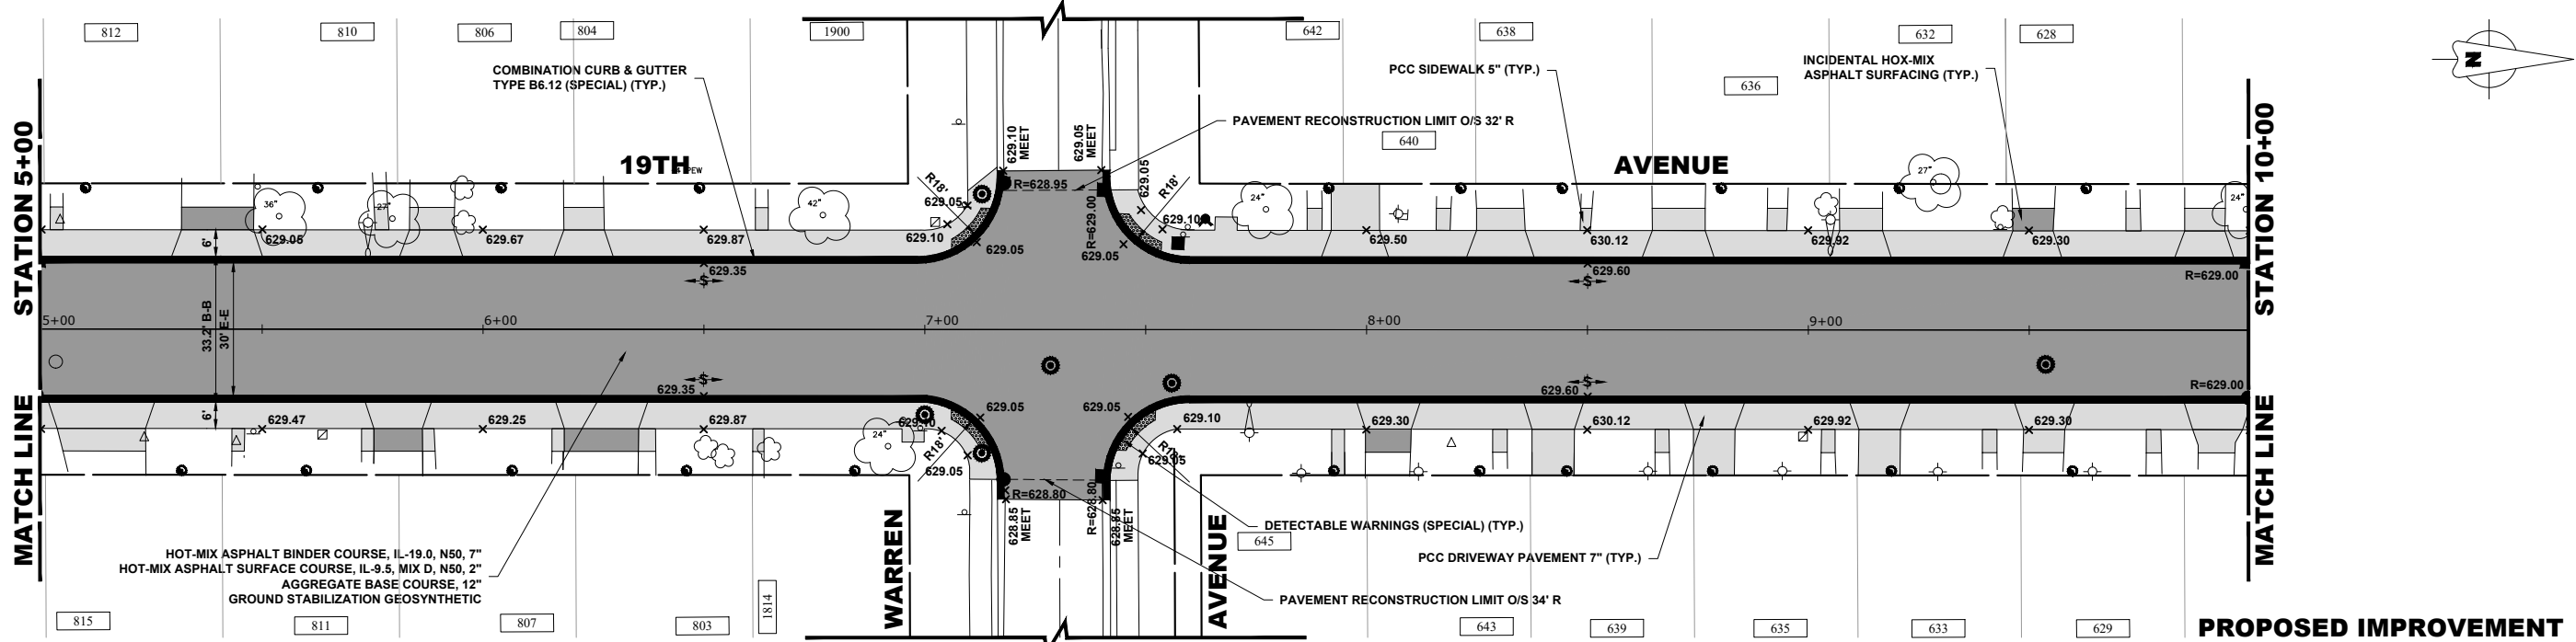 812
810
806
804
1900
642
638
632
628
636
640
N
COMBINATION CURB & GUTTER
TYPE B6.12 (SPECIAL) (TYP.)
PCC SIDEWALK 5" (TYP.)
INCIDENTAL HOX-MIX
ASPHALT SURFACING (TYP.)
PAVEMENT RECONSTRUCTION LIMIT O/S 32' R
629.10
MEET
629.05
MEET
19TH
AVENUE
STATION 5+00
STATION 10+00
R=628.95
R18'
629.05
629.10
629.05
629.05
R18'
R=629.00
629.10
629.05
36"
27"
42"
24"
27"
24"
6'
629.05
629.67
629.87
629.50
630.12
629.92
629.30
629.35
629.60
R=629.00
S
S
5+00
6+00
7+00
8+00
9+00
33.2' B-B
30' E-E
S
S
629.35
629.60
R=629.00
6'
629.47
629.25
629.87
629.05
629.05
629.10
629.30
630.12
629.92
629.30
24"
R18'
629.05
629.05
R=628.80
R=628.80
628.85
MEET
628.85
MEET
MATCH LINE
MATCH LINE
WARREN
AVENUE
DETECTABLE WARNINGS (SPECIAL) (TYP.)
645
PCC DRIVEWAY PAVEMENT 7" (TYP.)
PAVEMENT RECONSTRUCTION LIMIT O/S 34' R
HOT-MIX ASPHALT BINDER COURSE, IL-19.0, N50, 7"
HOT-MIX ASPHALT SURFACE COURSE, IL-9.5, MIX D, N50, 2"
AGGREGATE BASE COURSE, 12"
GROUND STABILIZATION GEOSYNTHETIC
815
811
807
803
1814
643
639
635
633
629
PROPOSED IMPROVEMENT